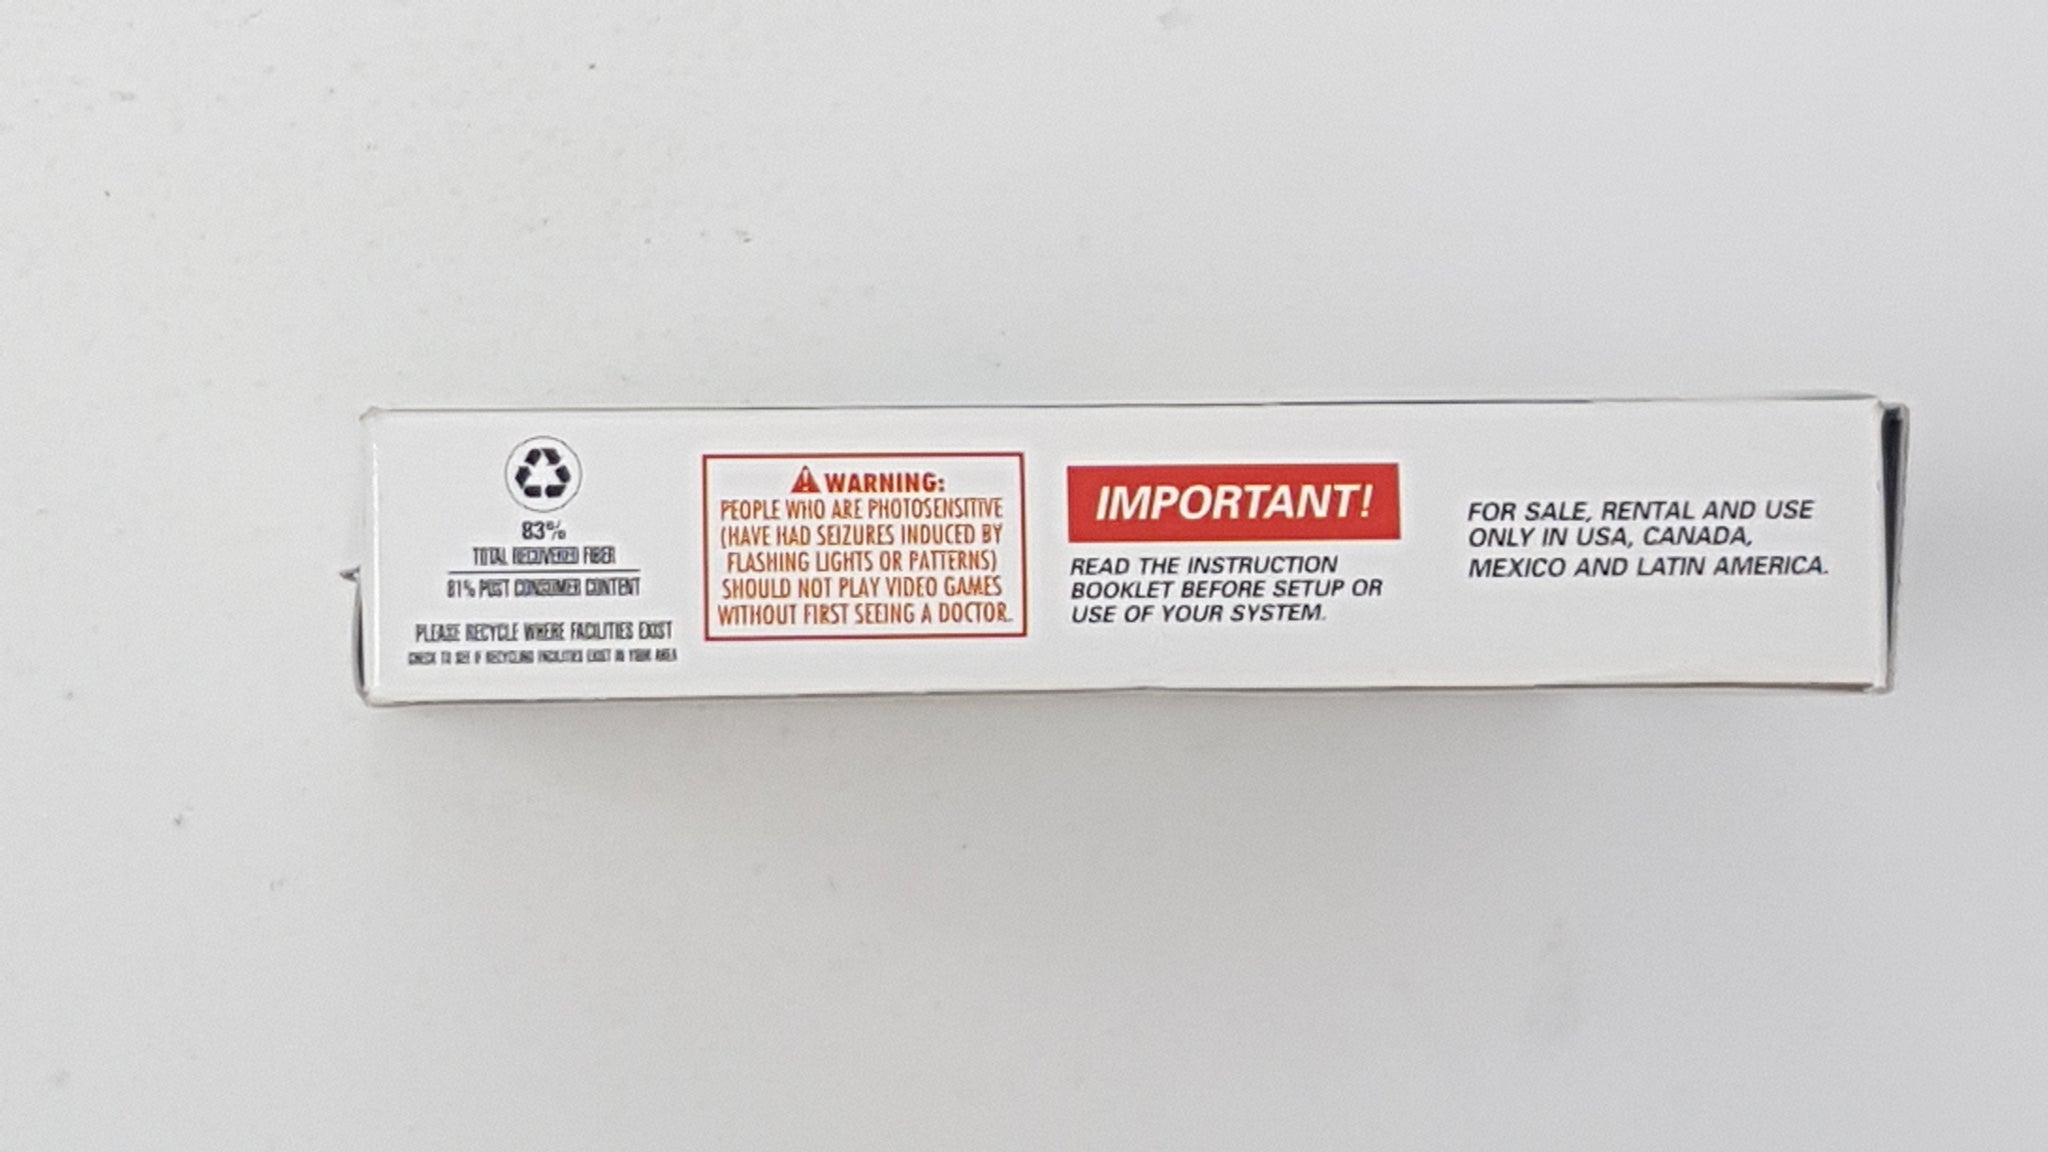 83%
TOTAL RECOVERED FIBER
81% POST CONSUMER CONTENT
PLEASE RECYCLE WHERE FACILITIES EXIST
CHECK TO SEE IF RECYCLING FACILITIES EXIST IN YOUR AREA
WARNING:
PEOPLE WHO ARE PHOTOSENSITIVE
(HAVE HAD SEIZURES INDUCED BY
FLASHING LIGHTS OR PATTERNS)
SHOULD NOT PLAY VIDEO GAMES
WITHOUT FIRST SEEING A DOCTOR.
IMPORTANT!
READ THE INSTRUCTION
BOOKLET BEFORE SETUP OR
USE OF YOUR SYSTEM.
FOR SALE, RENTAL AND USE
ONLY IN USA, CANADA,
MEXICO AND LATIN AMERICA.